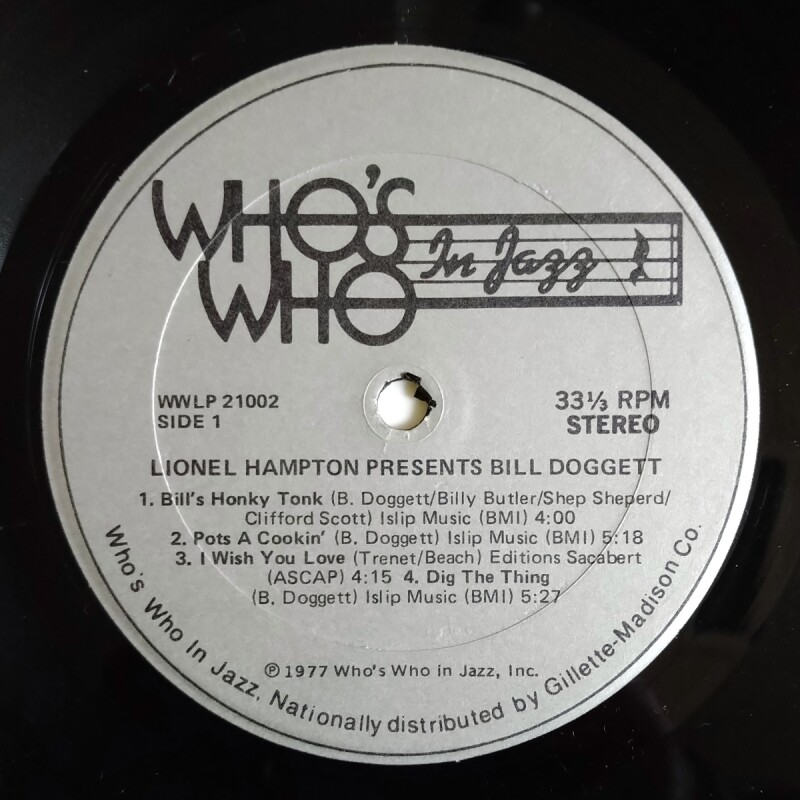 WHO'S
WHO
In Jazz
WWLP 21002
SIDE 1
33⅓ RPM
STEREO
LIONEL HAMPTON PRESENTS BILL DOGGETT
1. Bill's Honky Tonk (B. Doggett/Billy Butler/Shep Sheperd/
Clifford Scott) Islip Music (BMI) 4:00
2. Pots A Cookin' (B. Doggett) Islip Music (BMI) 5:18
3. I Wish You Love (Trenet/Beach) Editions Sacabert
(ASCAP) 4:15 4. Dig The Thing
(B. Doggett) Islip Music (BMI) 5:27
℗ 1977 Who's Who in Jazz, Inc.
Who's Who In Jazz. Nationally distributed by Gillette-Madison Co.